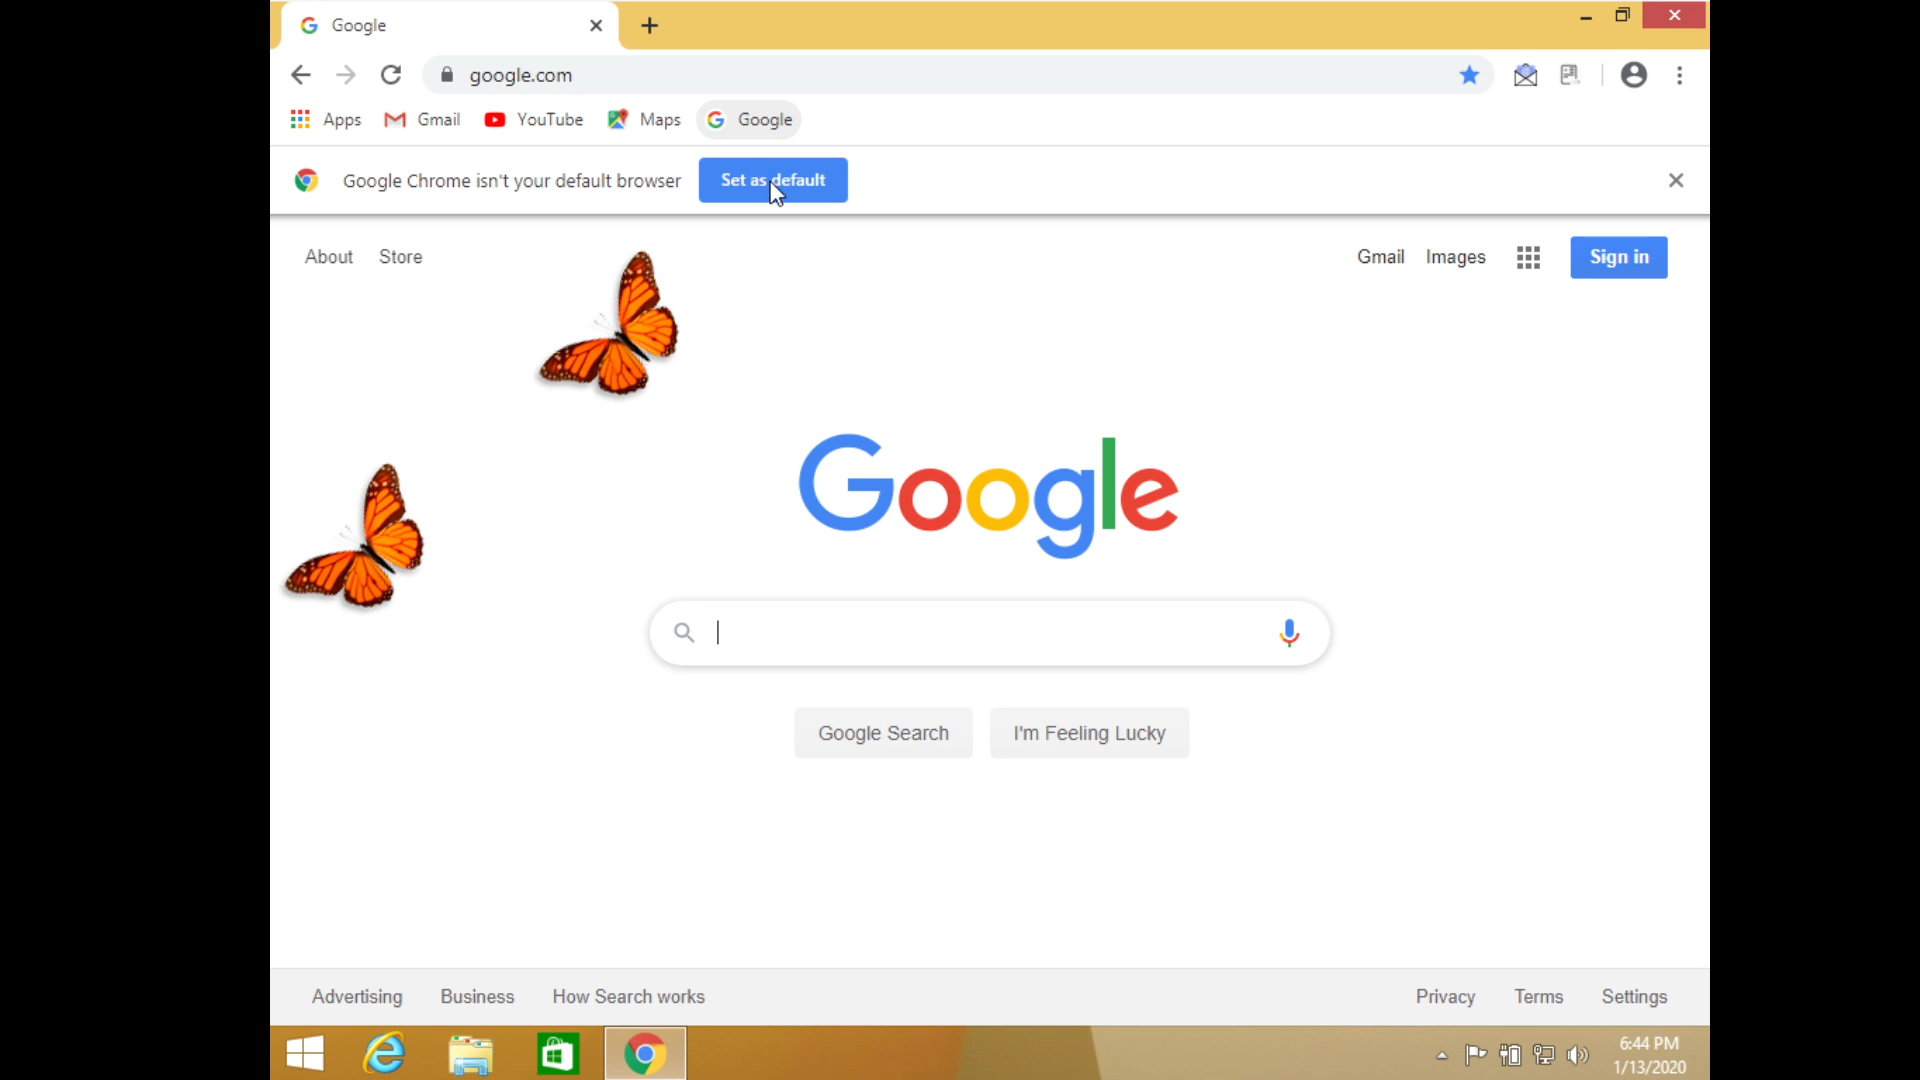 Google
google.com
Apps Gmail YouTube Maps Google
Google Chrome isn't your default browser Set as default
About Store Gmail Images Sign in
Google
Google Search I'm Feeling Lucky
Advertising Business How Search works Privacy Terms Settings
6:44 PM
1/13/2020